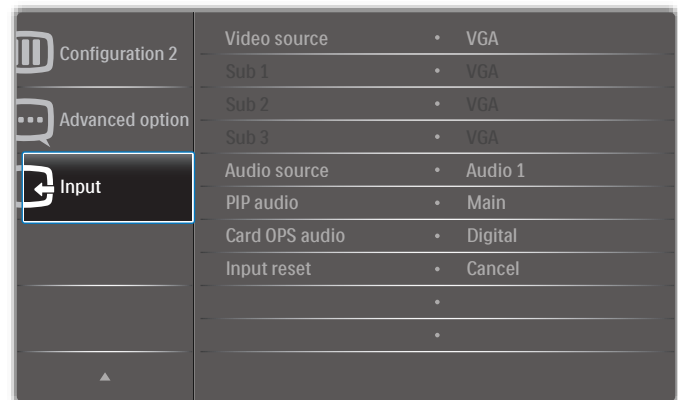 Configuration 2
Advanced option
Input
Video source • VGA
Sub 1 • VGA
Sub 2 • VGA
Sub 3 • VGA
Audio source • Audio 1
PIP audio • Main
Card OPS audio • Digital
Input reset • Cancel
•
•